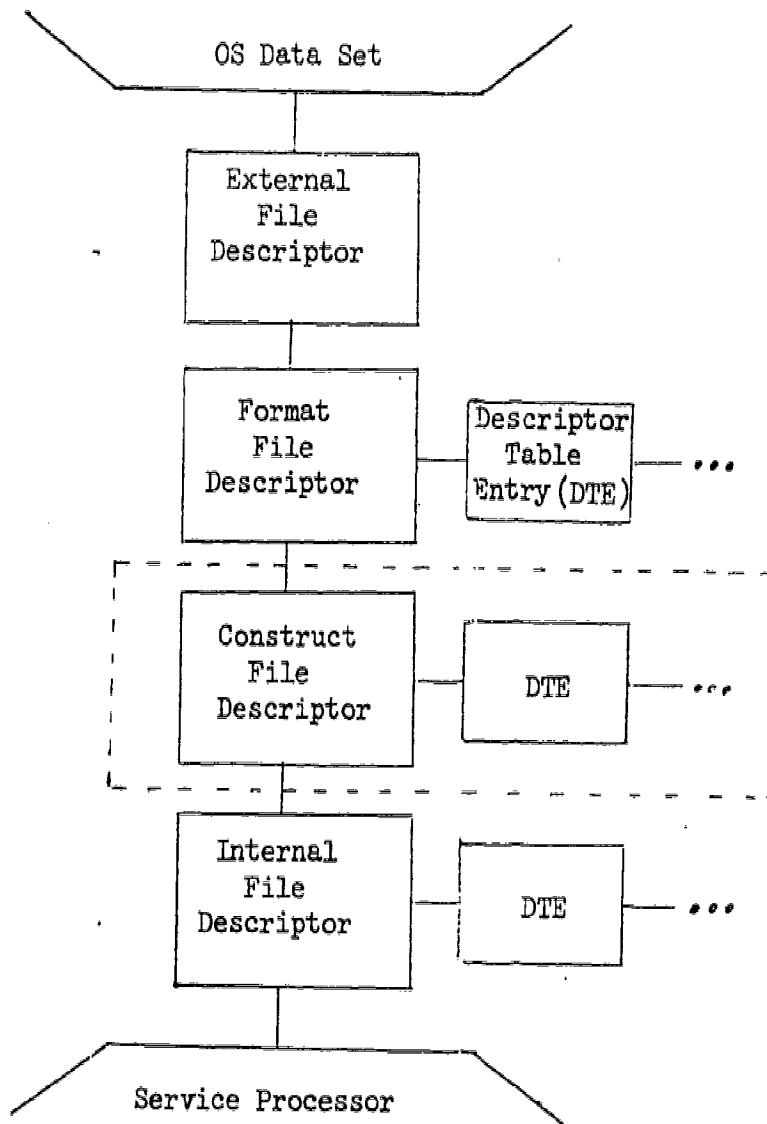 OS Data Set
External
File
Descriptor
Format
File
Descriptor
Descriptor
Table
Entry (DTE)
...
Construct
File
Descriptor
DTE
...
Internal
File
Descriptor
DTE
...
Service Processor